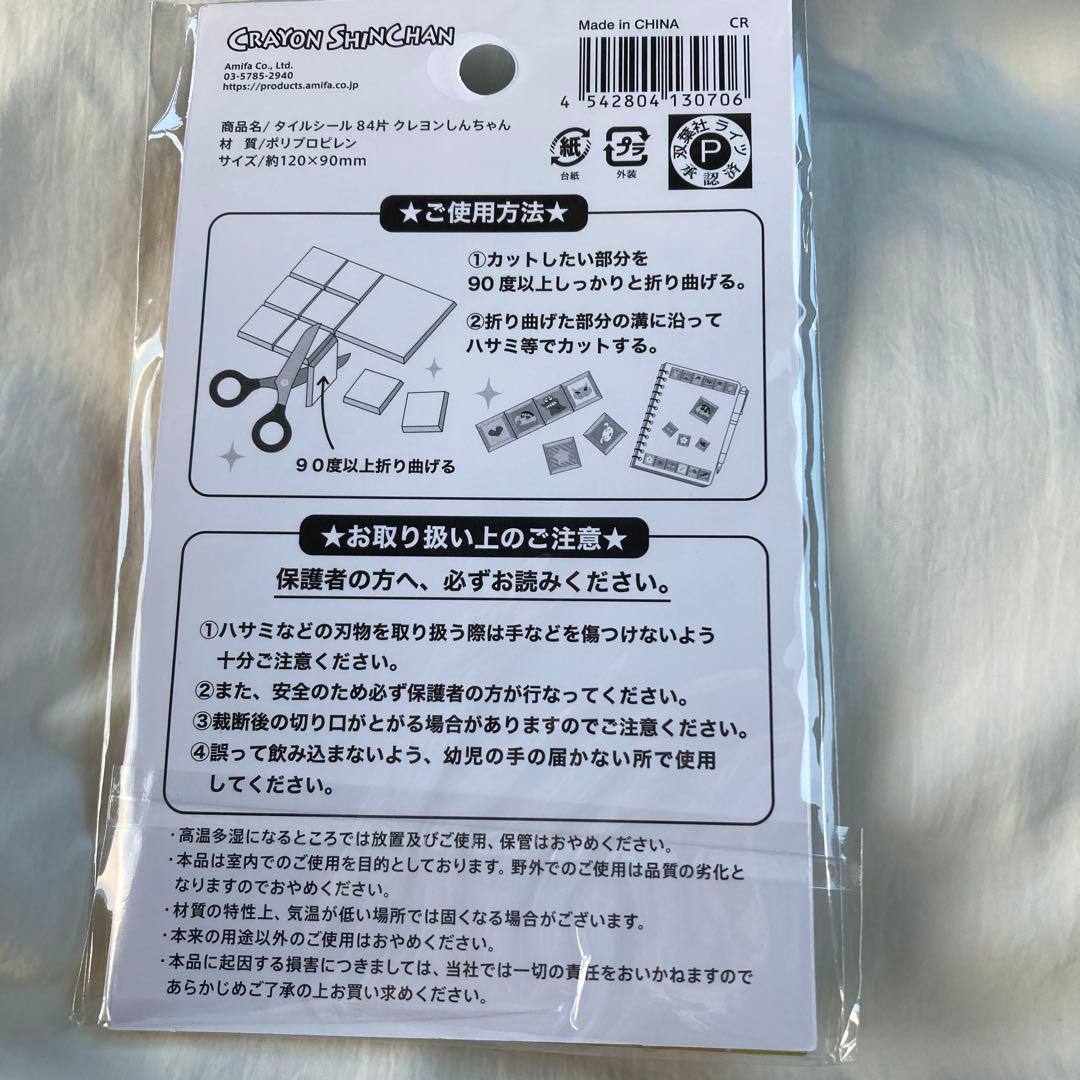 CRAYON SHINCHAN
Amifa Co., Ltd.
03-5785-2940
https://products.amifa.co.jp
Made in CHINA
CR
4 542804 130706
商品名/ タイルシール 84片 クレヨンしんちゃん
材　質/ポリプロピレン
サイズ/約120×90mm
紙
台紙
プラ
外装
双葉社ライツ
P
承認済
★ご使用方法★
①カットしたい部分を
90度以上しっかりと折り曲げる。
②折り曲げた部分の溝に沿って
ハサミ等でカットする。
90度以上折り曲げる
★お取り扱い上のご注意★
保護者の方へ、必ずお読みください。
①ハサミなどの刃物を取り扱う際は手などを傷つけないよう
十分ご注意ください。
②また、安全のため必ず保護者の方が行なってください。
③裁断後の切り口がとがる場合がありますのでご注意ください。
④誤って飲み込まないよう、幼児の手の届かない所で使用
してください。
・高温多湿になるところでは放置及びご使用、保管はおやめください。
・本品は室内でのご使用を目的としております。野外でのご使用は品質の劣化と
なりますのでおやめください。
・材質の特性上、気温が低い場所では固くなる場合がございます。
・本来の用途以外のご使用はおやめください。
・本品に起因する損害につきましては、当社では一切の責任をおいかねますので
あらかじめご了承の上お買い求めください。